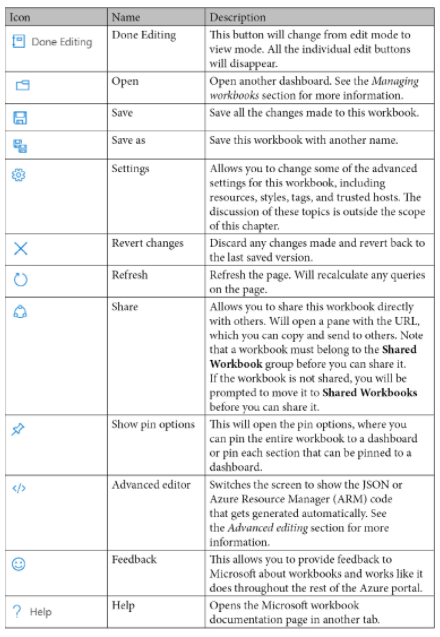 Icon Name Description
Done Editing Done Editing This button will change from edit mode to
view mode. All the individual edit buttons
will disappear.
Open Open another dashboard. See the Managing
workbooks section for more information.
Save Save all the changes made to this workbook.
Save as Save this workbook with another name.
Settings Allows you to change some of the advanced
settings for this workbook, including
resources, styles, tags, and trusted hosts. The
discussion of these topics is outside the scope
of this chapter.
Revert changes Discard any changes made and revert back to
the last saved version.
Refresh Refresh the page. Will recalculate any queries
on the page.
Share Allows you to share this workbook directly
with others. Will open a pane with the URL,
which you can copy and send to others. Note
that a workbook must belong to the Shared
Workbook group before you can share it.
If the workbook is not shared, you will be
prompted to move it to Shared Workbooks
before you can share it.
Show pin options This will open the pin options, where you
can pin the entire workbook to a dashboard
or pin each section that can be pinned to a
dashboard.
</> Advanced editor Switches the screen to show the JSON or
Azure Resource Manager (ARM) code
that gets generated automatically. See
the Advanced editing section for more
information.
Feedback This allows you to provide feedback to
Microsoft about workbooks and works like it
does throughout the rest of the Azure portal.
? Help Help Opens the Microsoft workbook
documentation page in another tab.